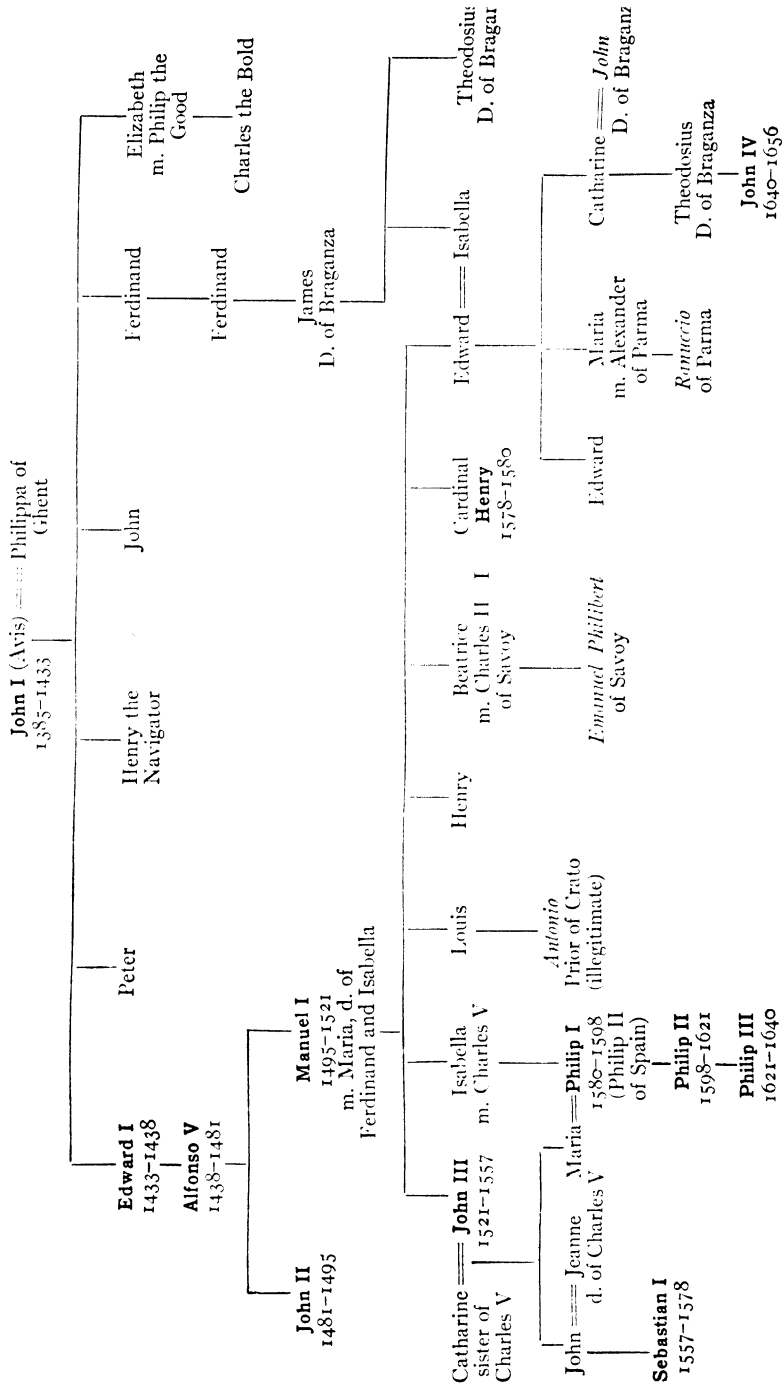 John I (Avis) Philippa of
1385–1433 Ghent
Edward I
1433–1438
Peter
Henry the
Navigator
John
Ferdinand
Elizabeth
m. Philip the
Good
Alfonso V
1438–1481
Ferdinand
Charles the Bold
John II
1481–1495
Manuel I
1495–1521
m. Maria, d. of
Ferdinand and Isabella
James
D. of Braganza
Catharine
sister of
Charles V
John III
1521–1557
Isabella
m. Charles V
Louis
Henry
Beatrice
m. Charles II I
of Savoy
Cardinal
Henry
1578–1580
Edward Isabella
D. of
John Jeanne
d. of Charles V
Maria Philip I
1580–1598
(Philip II
of Spain)
Antonio
Prior of Crato
(illegitimate)
Emanuel Philibert
of Savoy
Edward
Maria
m. Alexander
of Parma
Catharine John
D. of
Sebastian I
1557–1578
Philip II
1598–1621
Ranuccio
of Parma
Theodosius
D. of Braganza
Philip III
1621–1640
John IV
1640–1656